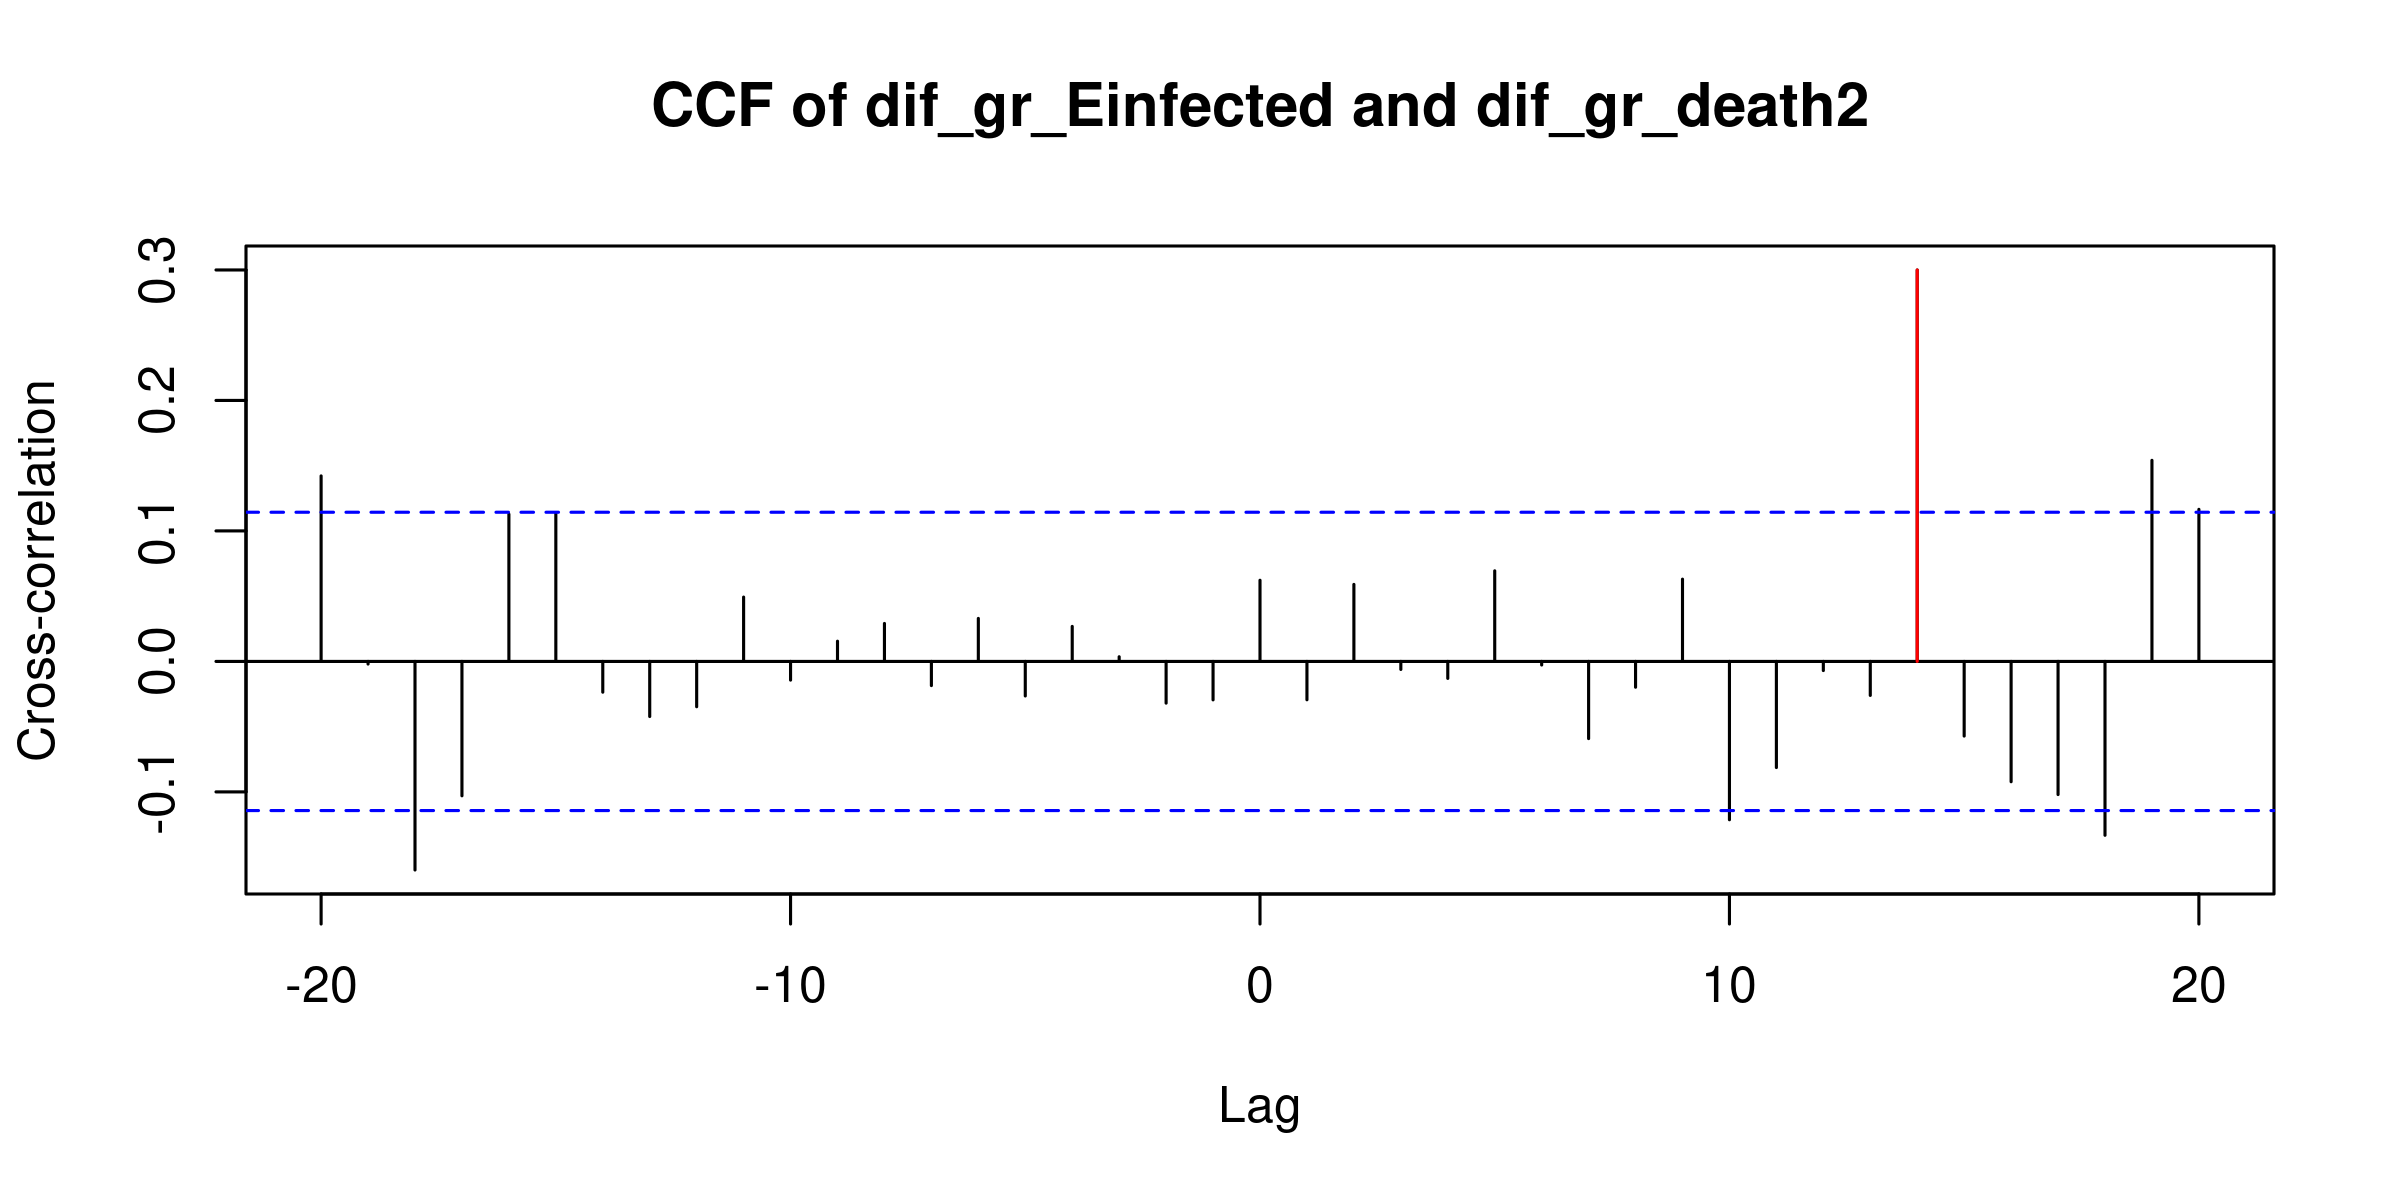 CCF of dif_gr_Einfected and dif_gr_death2
Cross-correlation
0.3
0.2
0.1
0.0
-0.1
-20 -10 0 10 20
Lag